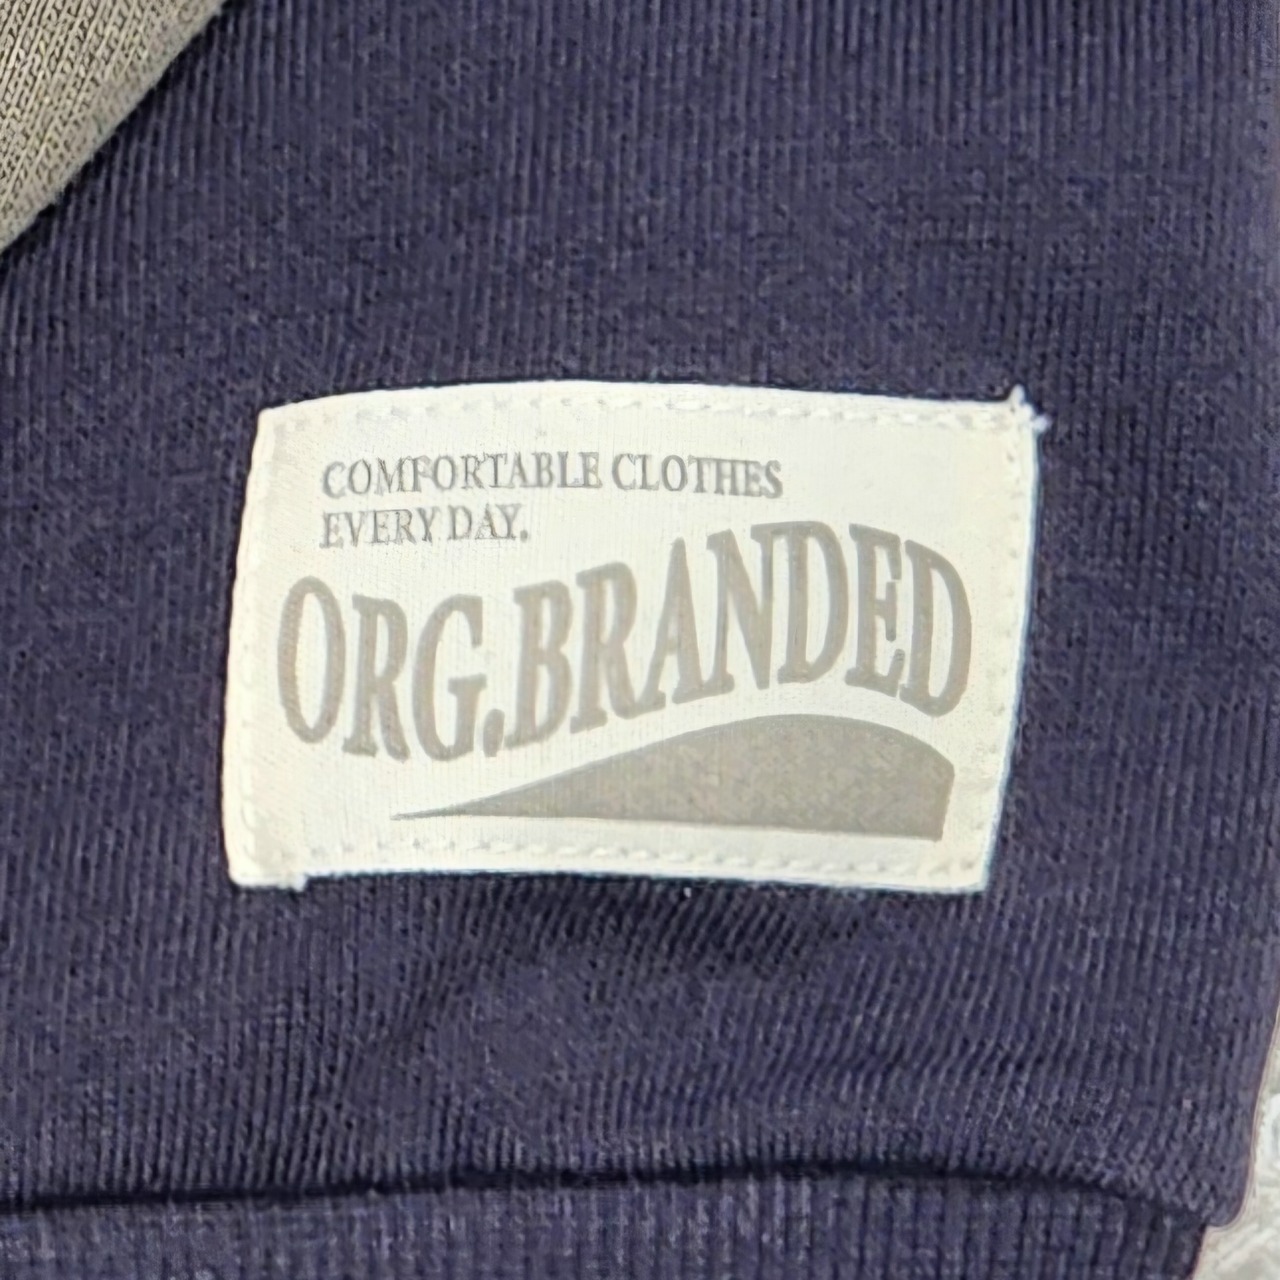 COMFORTABLE CLOTHES
EVERY DAY.
ORG.BRANDED